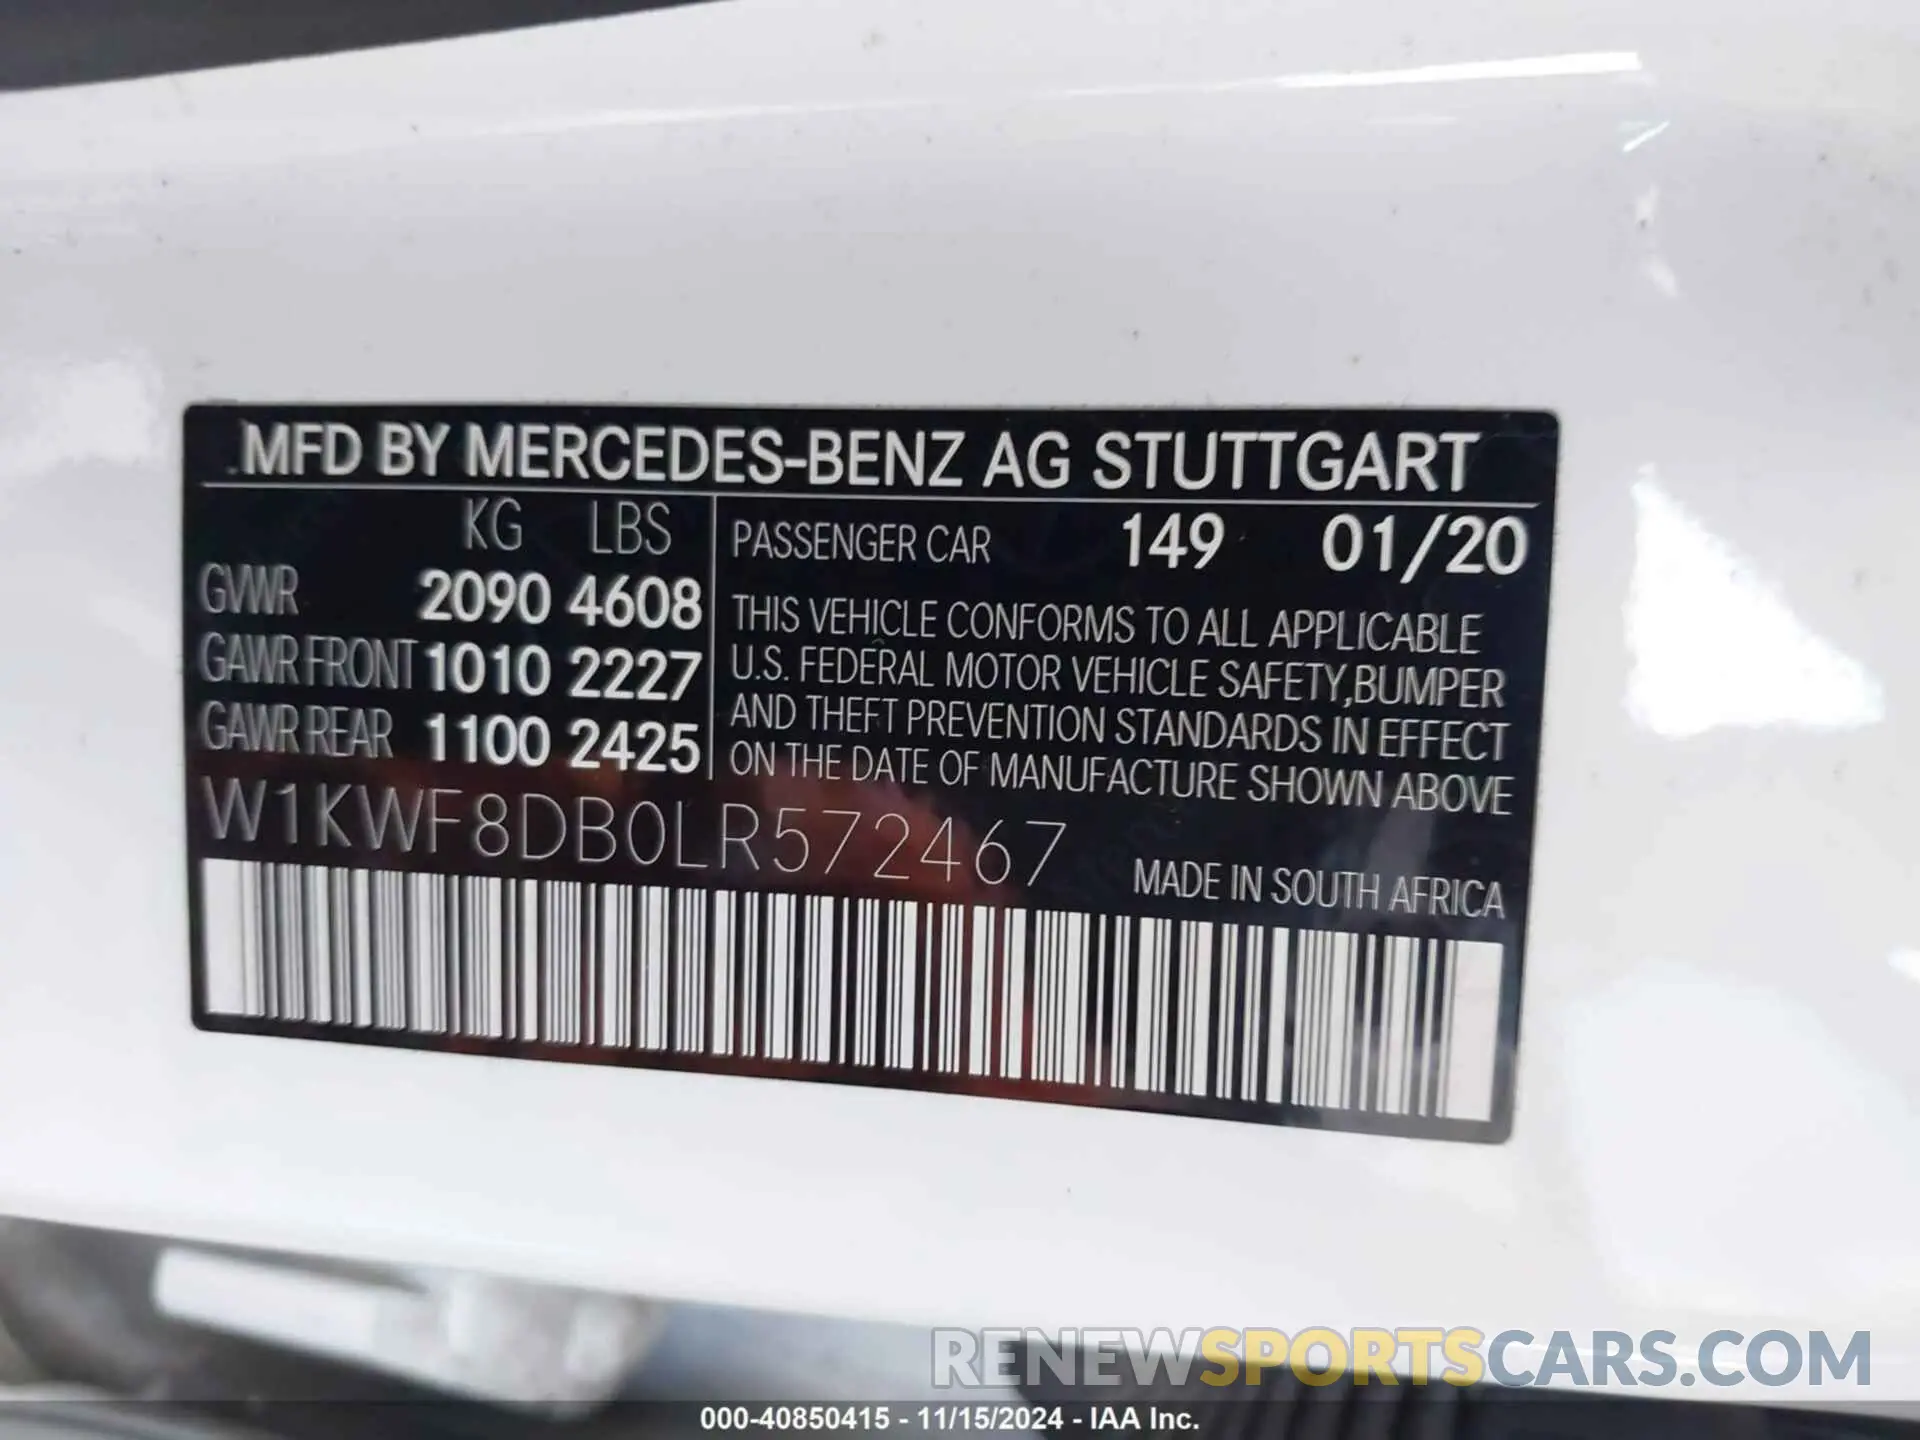 MFD BY MERCEDES-BENZ AG STUTTGART
KG LBS
GVWR 2090 4608
GAWR FRONT 1010 2227
GAWR REAR 1100 2425
PASSENGER CAR 149 01/20
THIS VEHICLE CONFORMS TO ALL APPLICABLE
U.S. FEDERAL MOTOR VEHICLE SAFETY,BUMPER
AND THEFT PREVENTION STANDARDS IN EFFECT
ON THE DATE OF MANUFACTURE SHOWN ABOVE
W1KWF8DB0LR572467
MADE IN SOUTH AFRICA
RENEWSPORTSCARS.COM
000-40850415 - 11/15/2024 - IAA Inc.